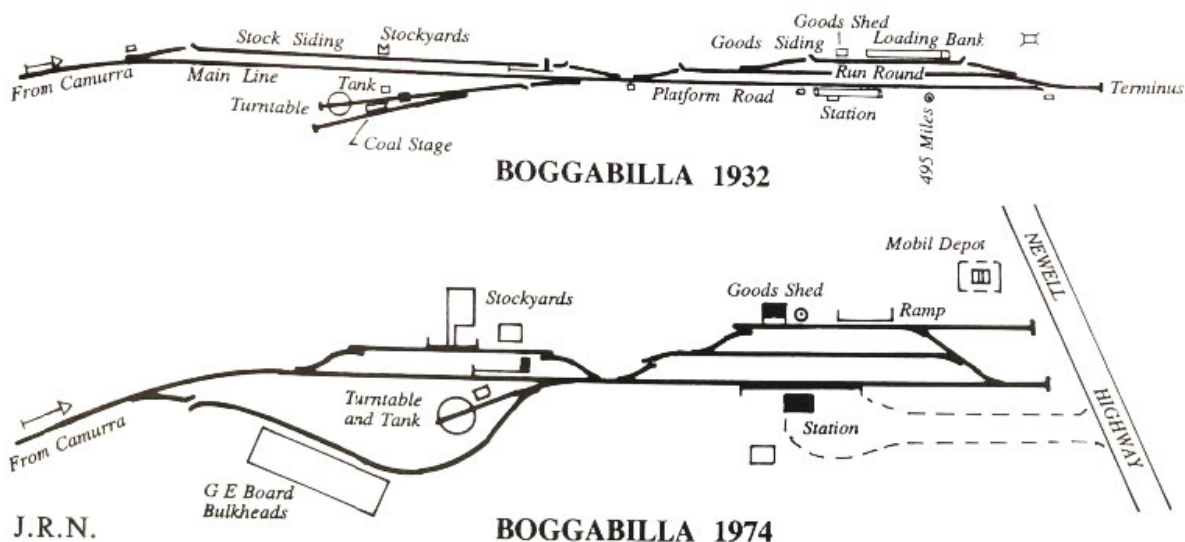 Goods Shed
Stockyards
Stock Siding
Goods Siding
Loading Bank
From Camurra
Main Line
Run Round
Tank
Turntable
Platform Road
Terminus
Station
Coal Stage
495 Miles
BOGGABILLA 1932
Mobil Depot
NEWELL
HIGHWAY
Stockyards
Goods Shed
Ramp
Turntable
and Tank
Station
From Camurra
G E Board
Bulkheads
J.R.N.
BOGGABILLA 1974